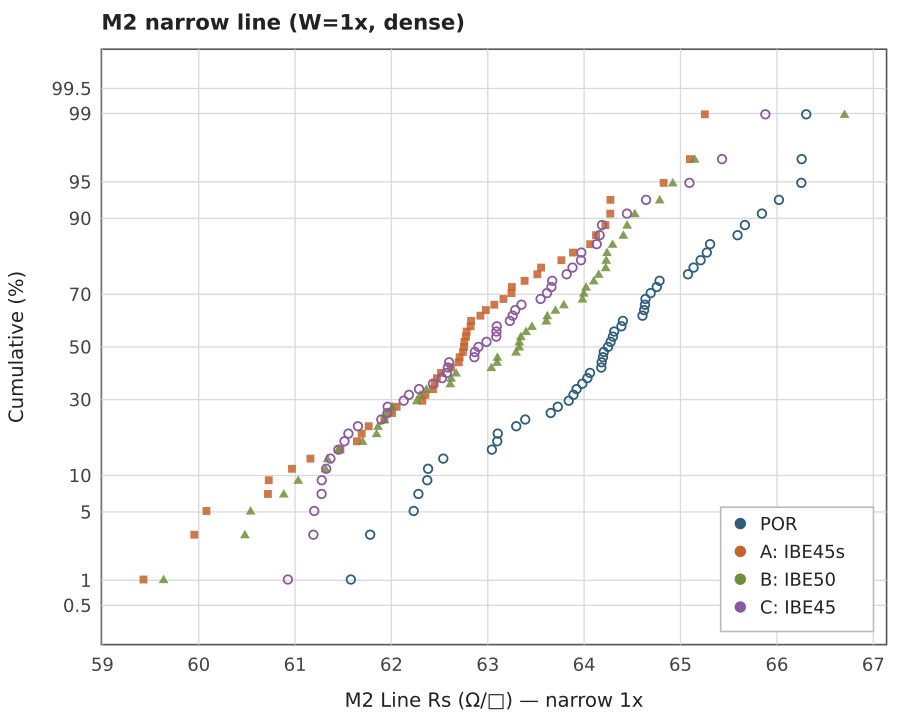 M2 narrow line (W=1x, dense)
99.5
99
95
90
70
50
30
10
5
1
0.5
Cumulative (%)
POR
A: IBE45s
B: IBE50
C: IBE45
59 60 61 62 63 64 65 66 67
M2 Line Rs (Ω/□) — narrow 1x